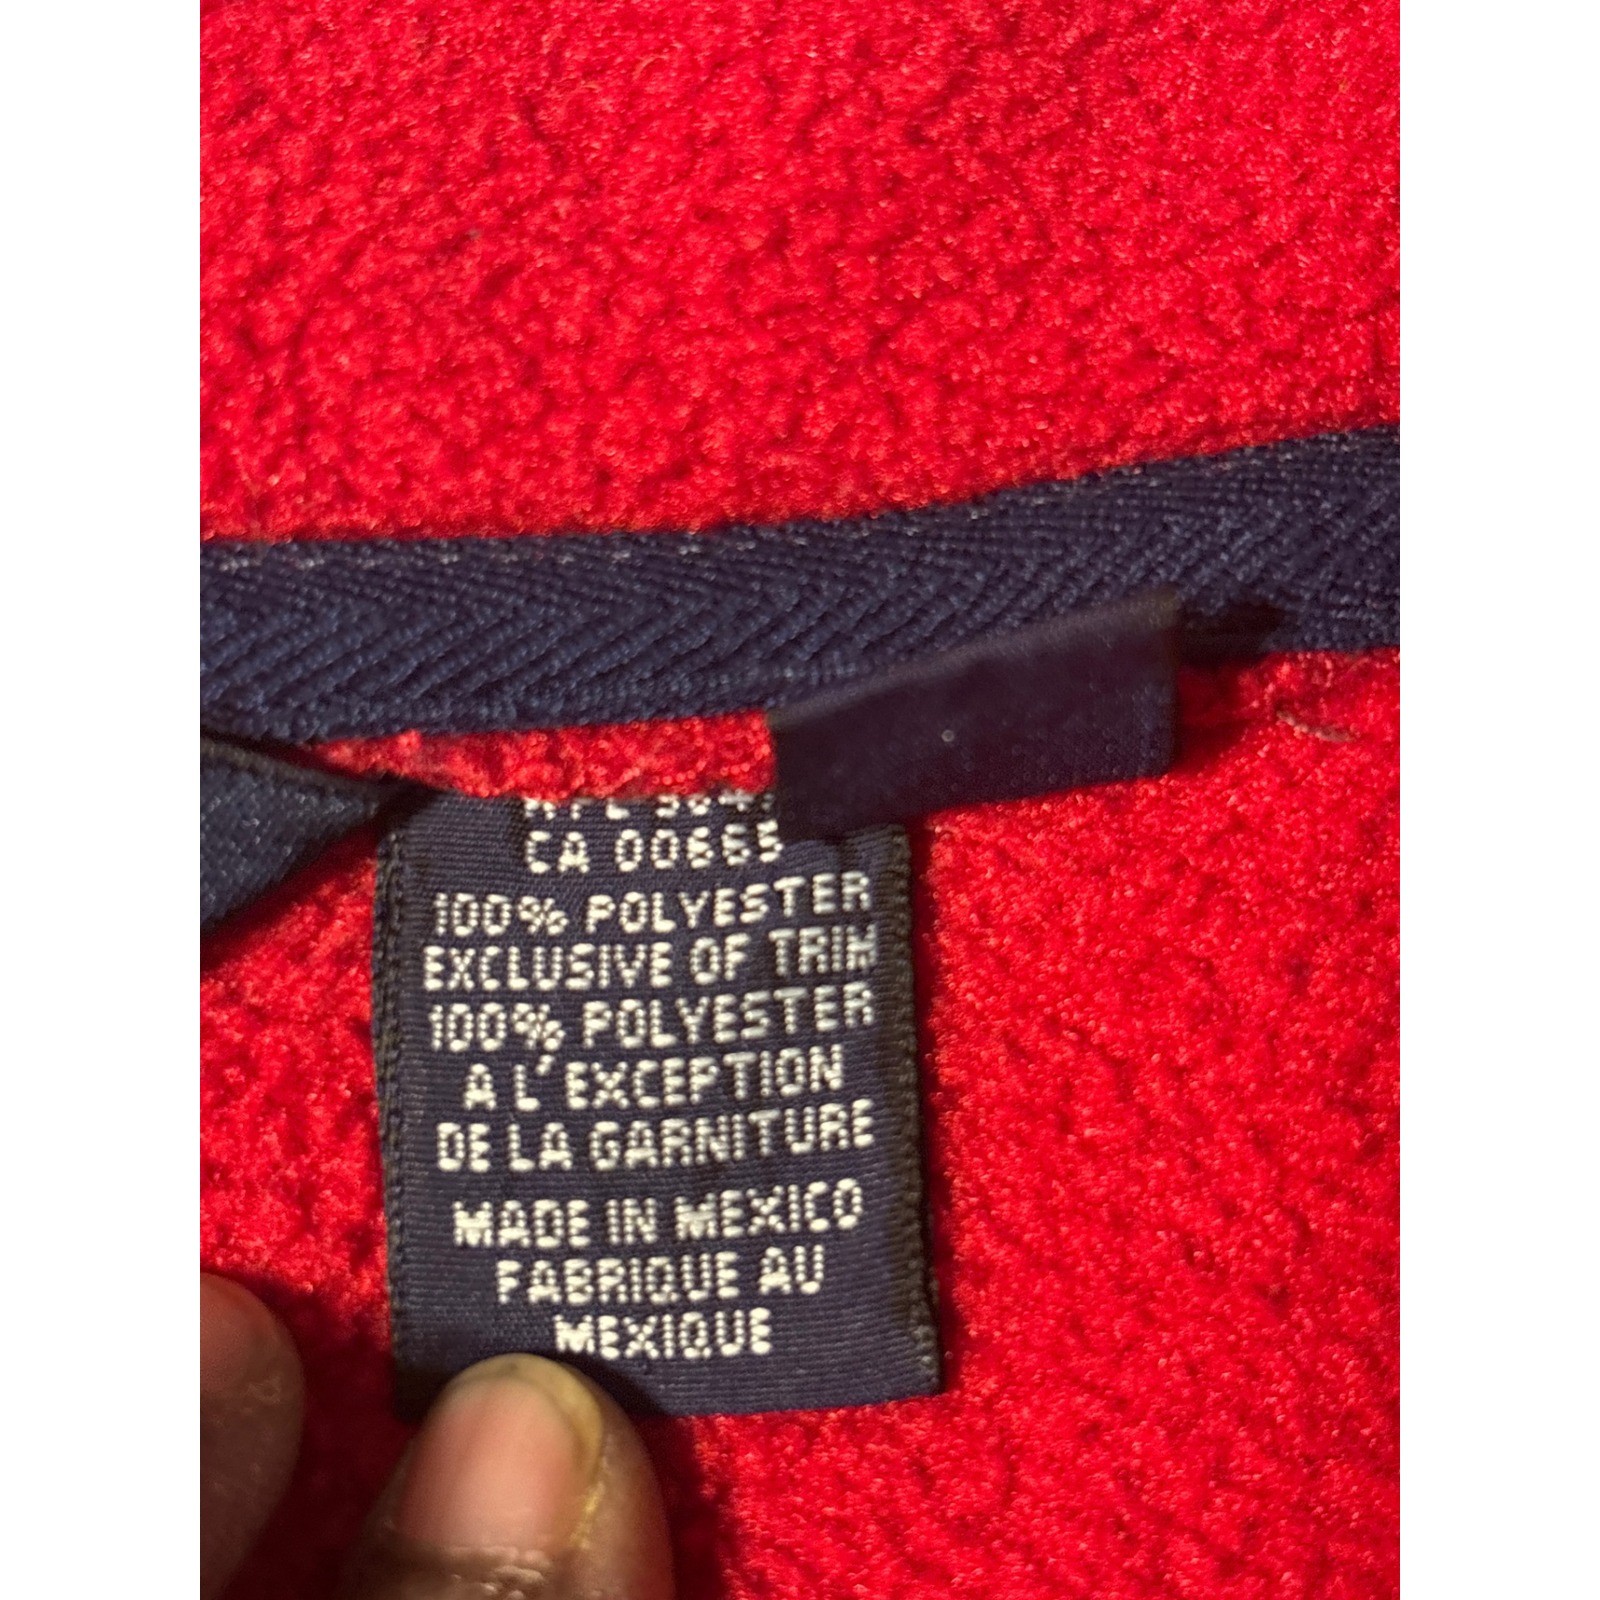 CA 00665
100% POLYESTER
EXCLUSIVE OF TRIM
100% POLYESTER
A L'EXCEPTION
DE LA GARNITURE
MADE IN MEXICO
FABRIQUE AU
MEXIQUE